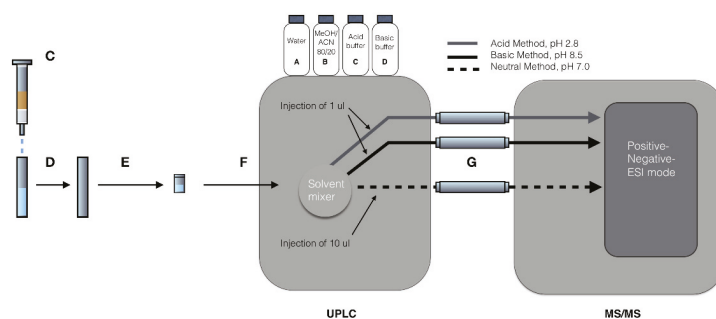 Water
A
MeOH/
ACN
80/20
B
Acid
buffer
C
Basic
buffer
D
Acid Method, pH 2.8
Basic Method, pH 8.5
Neutral Method, pH 7.0
C
Injection of 1 ul
D
E
F
G
Solvent
mixer
Positive-
Negative-
ESI mode
Injection of 10 ul
UPLC
MS/MS